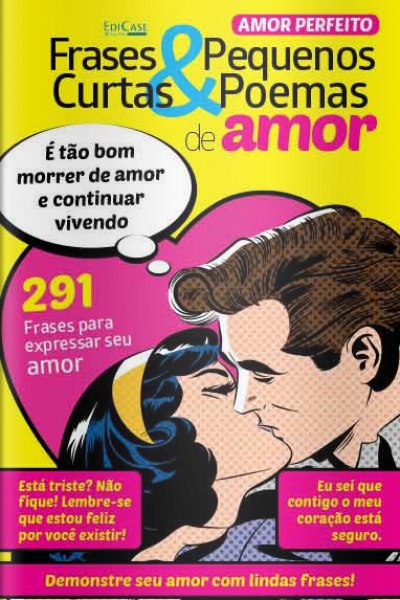 EDICASE
AMOR PERFEITO
Frases & Pequenos
Curtas & Poemas
de amor
É tão bom
morrer de amor
e continuar
vivendo
291
Frases para
expressar seu
amor
Está triste? Não
fique! Lembre-se
que estou feliz
por você existir!
Eu sei que
contigo o meu
coração está
seguro.
Demonstre seu amor com lindas frases!